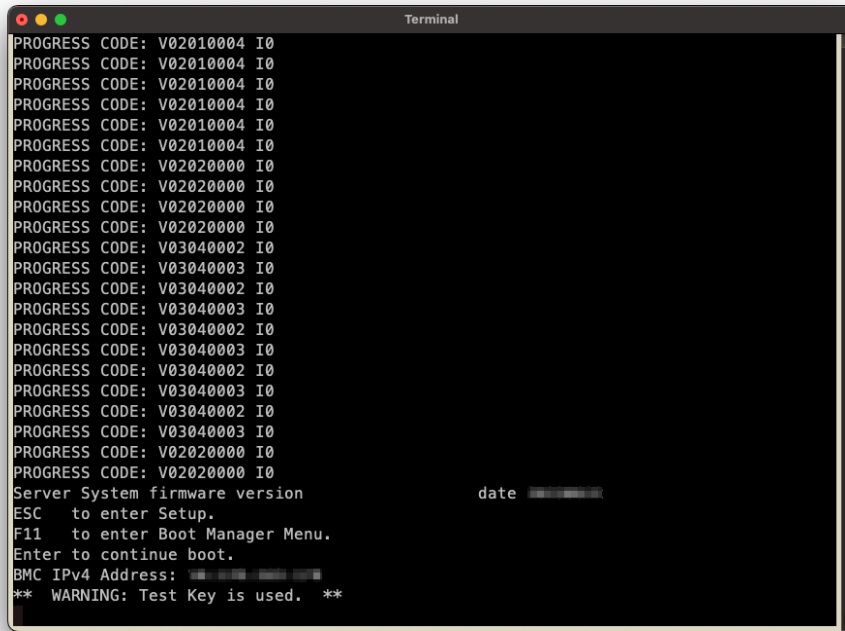 Terminal
PROGRESS CODE: V02010004 I0
PROGRESS CODE: V02010004 I0
PROGRESS CODE: V02010004 I0
PROGRESS CODE: V02010004 I0
PROGRESS CODE: V02010004 I0
PROGRESS CODE: V02010004 I0
PROGRESS CODE: V02020000 I0
PROGRESS CODE: V02020000 I0
PROGRESS CODE: V02020000 I0
PROGRESS CODE: V02020000 I0
PROGRESS CODE: V03040002 I0
PROGRESS CODE: V03040003 I0
PROGRESS CODE: V03040002 I0
PROGRESS CODE: V03040003 I0
PROGRESS CODE: V03040002 I0
PROGRESS CODE: V03040003 I0
PROGRESS CODE: V03040002 I0
PROGRESS CODE: V03040003 I0
PROGRESS CODE: V03040002 I0
PROGRESS CODE: V03040003 I0
PROGRESS CODE: V02020000 I0
PROGRESS CODE: V02020000 I0
Server System firmware version date
ESC to enter Setup.
F11 to enter Boot Manager Menu.
Enter to continue boot.
BMC IPv4 Address:
** WARNING: Test Key is used. **